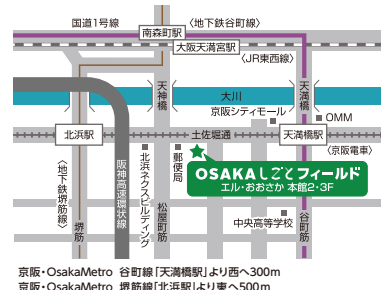 国道1号線
南森町駅
〈地下鉄谷町線〉
大阪天満宮駅
〈JR東西線〉
天神橋
大川
天満橋
京阪シティモール
OMM
北浜駅
土佐堀通
天満橋駅
〈京阪電車〉
〈地下鉄堺筋線〉
堺筋
阪神高速環状線
北浜ネクスビルディング
郵便局
松屋町筋
OSAKAしごとフィールド
エル・おおさか 本館2・3F
中央高等学校
谷町筋
京阪・OsakaMetro 谷町線「天満橋駅」より西へ300m
京阪・OsakaMetro 堺筋線「北浜駅」より東へ500m